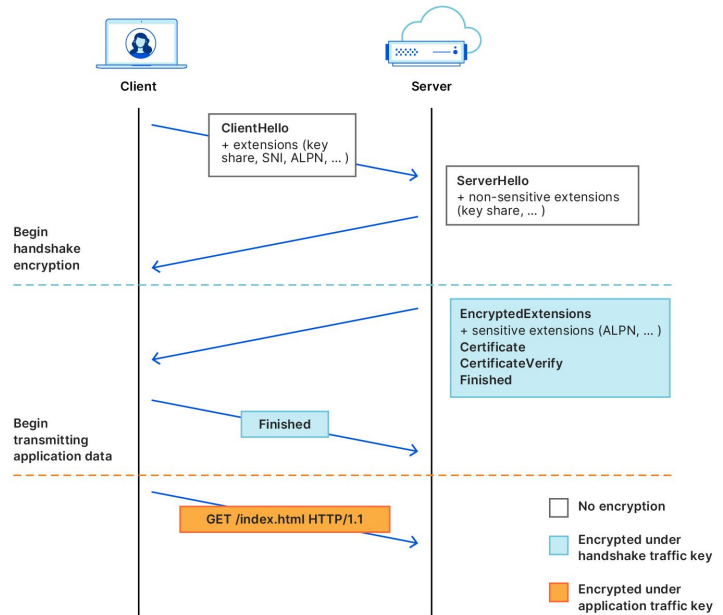 Client
Server
ClientHello
+ extensions (key
share, SNI, ALPN, ... )
ServerHello
+ non-sensitive extensions
(key share, ... )
Begin
handshake
encryption
EncryptedExtensions
+ sensitive extensions (ALPN, ... )
Certificate
CertificateVerify
Finished
Finished
Begin
transmitting
application data
GET /index.html HTTP/1.1
No encryption
Encrypted under
handshake traffic key
Encrypted under
application traffic key